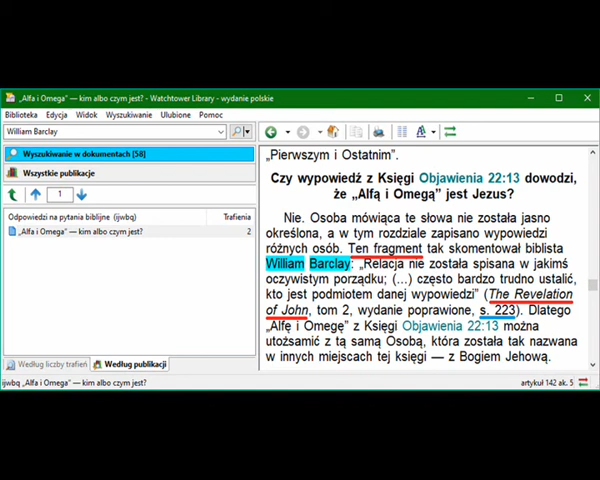 „Alfa i Omega” — kim albo czym jest? - Watchtower Library - wydanie polskie
Biblioteka Edycja Widok Wyszukiwanie Ulubione Pomoc
William Barclay
Wyszukiwanie w dokumentach [58]
Wszystkie publikacje
1
Odpowiedzi na pytania biblijne (ijwbq) Trafienia
„Alfa i Omega” — kim albo czym jest? 2
Według liczby trafień Według publikacji
„Pierwszym i Ostatnim”.
Czy wypowiedź z Księgi Objawienia 22:13 dowodzi,
że „Alfą i Omegą” jest Jezus?
Nie. Osoba mówiąca te słowa nie została jasno
określona, a w tym rozdziale zapisano wypowiedzi
różnych osób. Ten fragment tak skomentował biblista
William Barclay: „Relacja nie została spisana w jakimś
oczywistym porządku; (...) często bardzo trudno ustalić,
kto jest podmiotem danej wypowiedzi” (The Revelation
of John, tom 2, wydanie poprawione, s. 223). Dlatego
„Alfę i Omegę” z Księgi Objawienia 22:13 można
utożsamić z tą samą Osobą, która została tak nazwana
w innych miejscach tej księgi — z Bogiem Jehową.
ijwbq „Alfa i Omega” — kim albo czym jest? artykuł 142 ak. 5